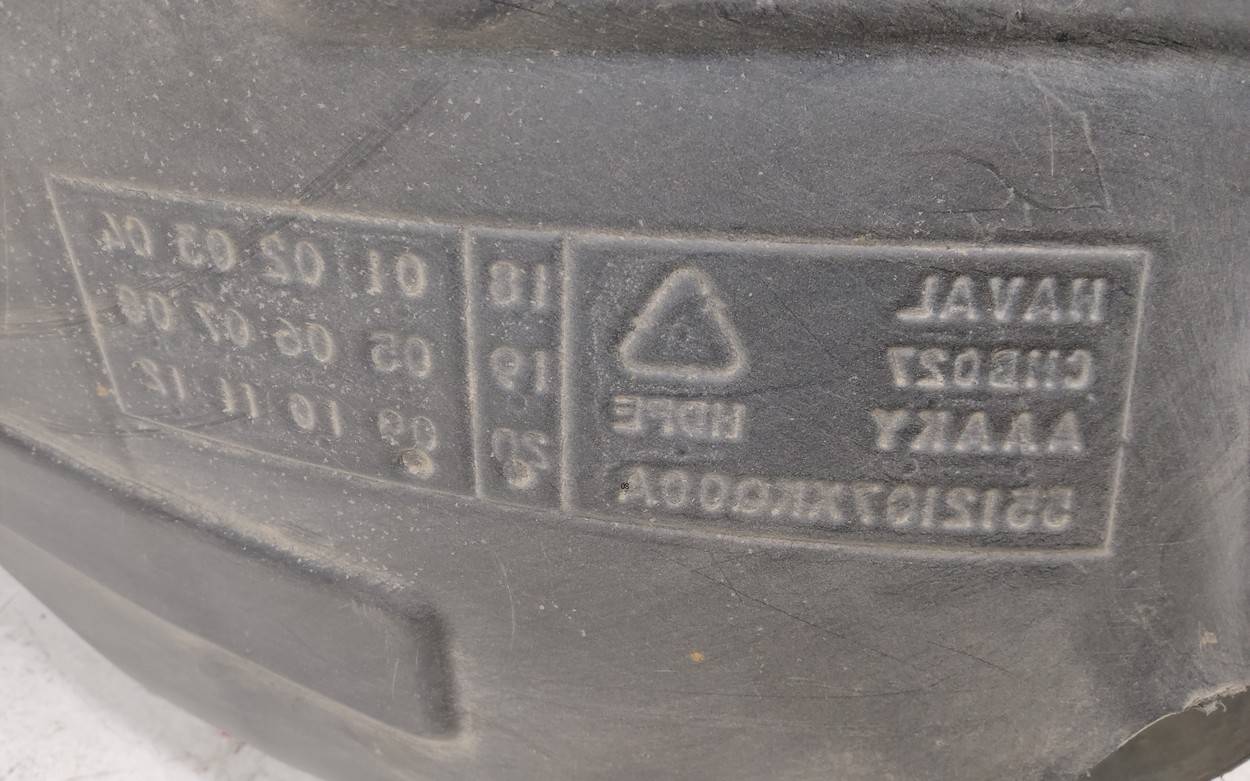 HAVAL
CHB027
AAAKY
5512107XKQ00A
HDPE
18
19
20
01 02 03 04
05 06 07 08
09 10 11 12